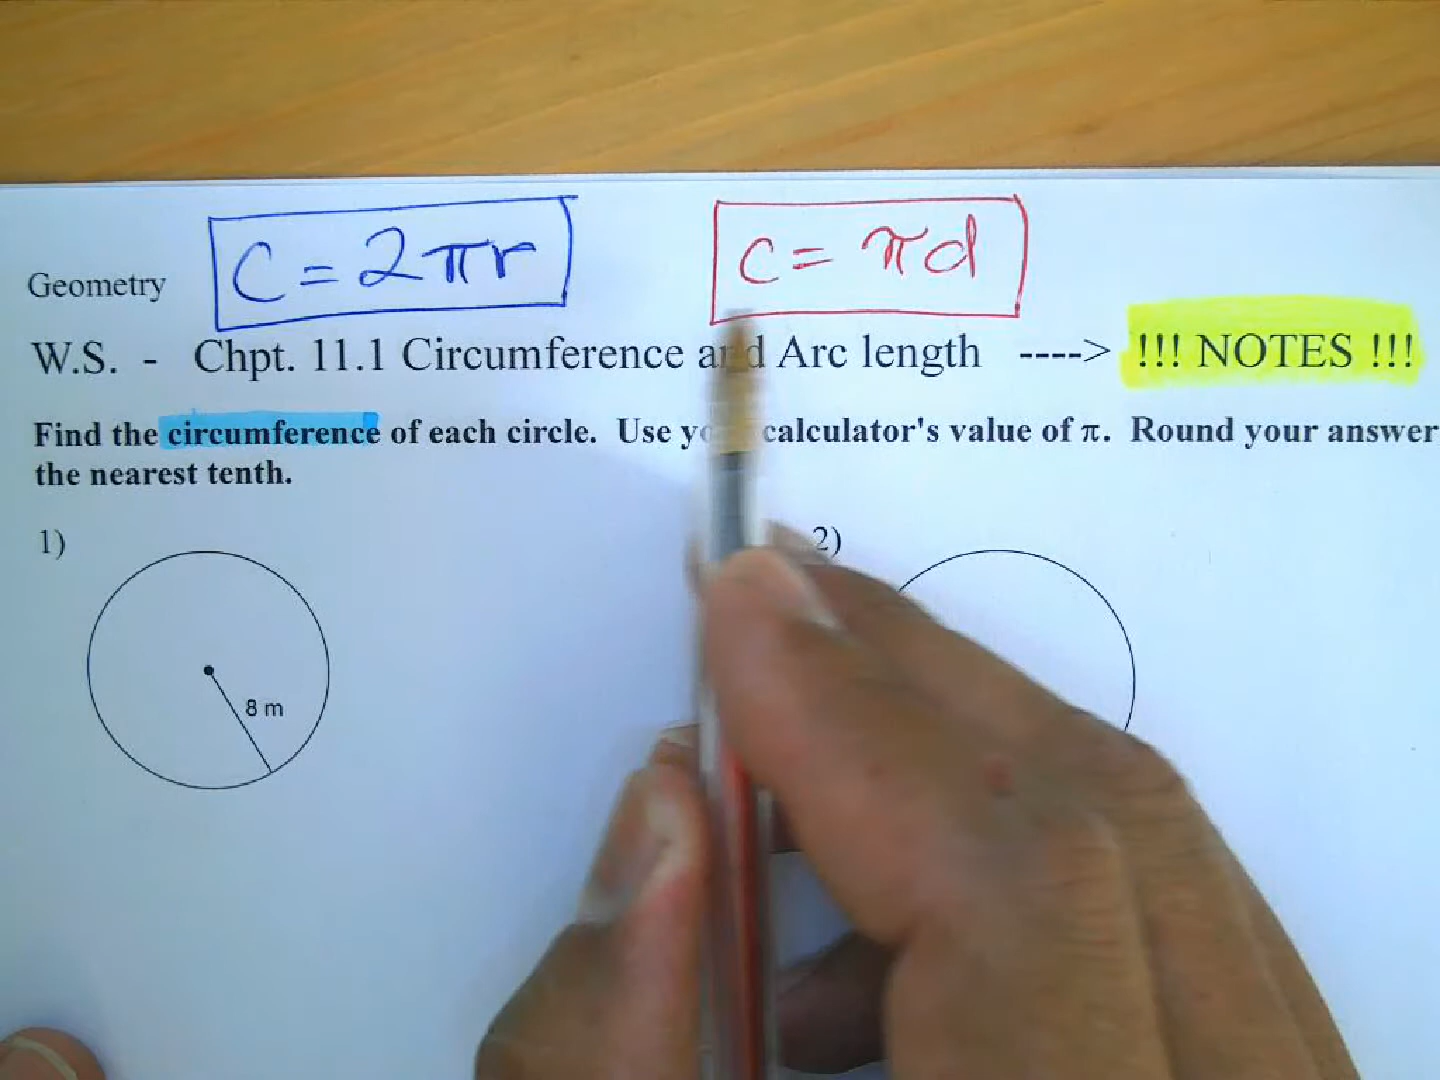 C = 2πr
C = πd
Geometry
W.S. - Chpt. 11.1 Circumference and Arc length ----> !!! NOTES !!!
Find the circumference of each circle. Use calculator's value of π. Round your answer
the nearest tenth.
1)
2)
8 m